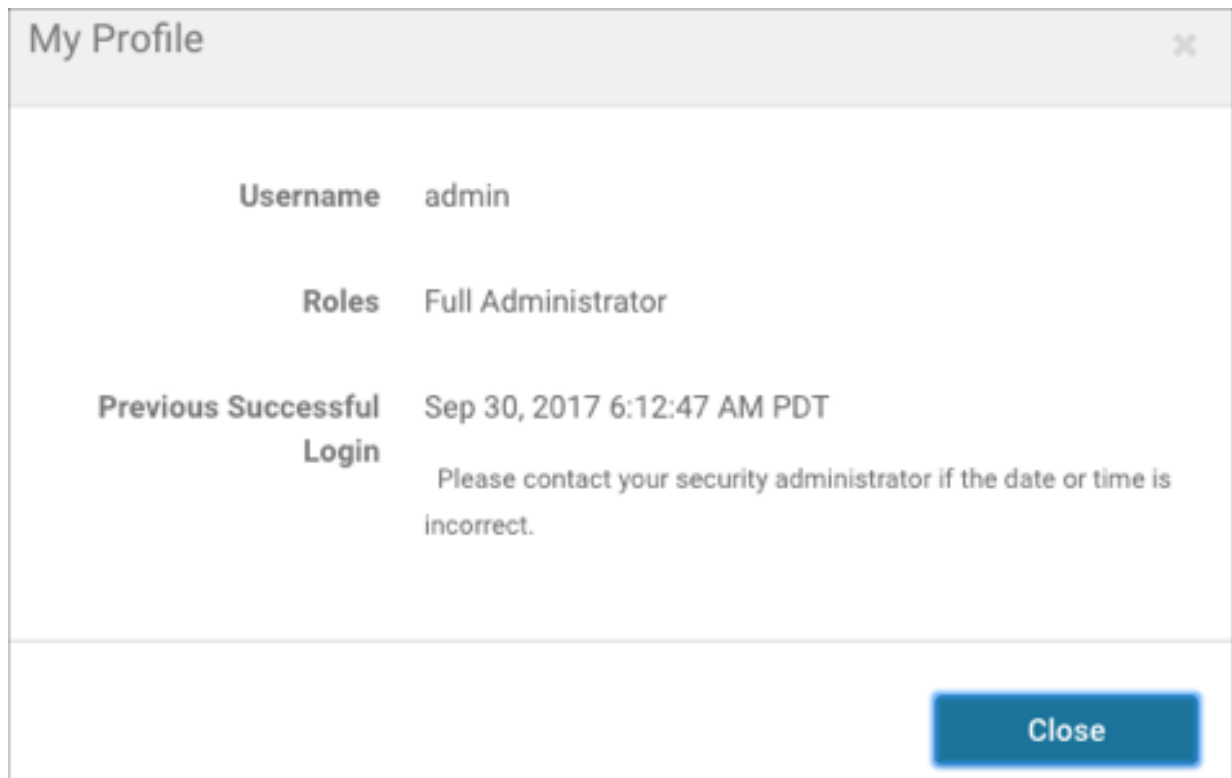 My Profile
Username admin
Roles Full Administrator
Previous Successful Sep 30, 2017 6:12:47 AM PDT
Login
Please contact your security administrator if the date or time is
incorrect.
Close